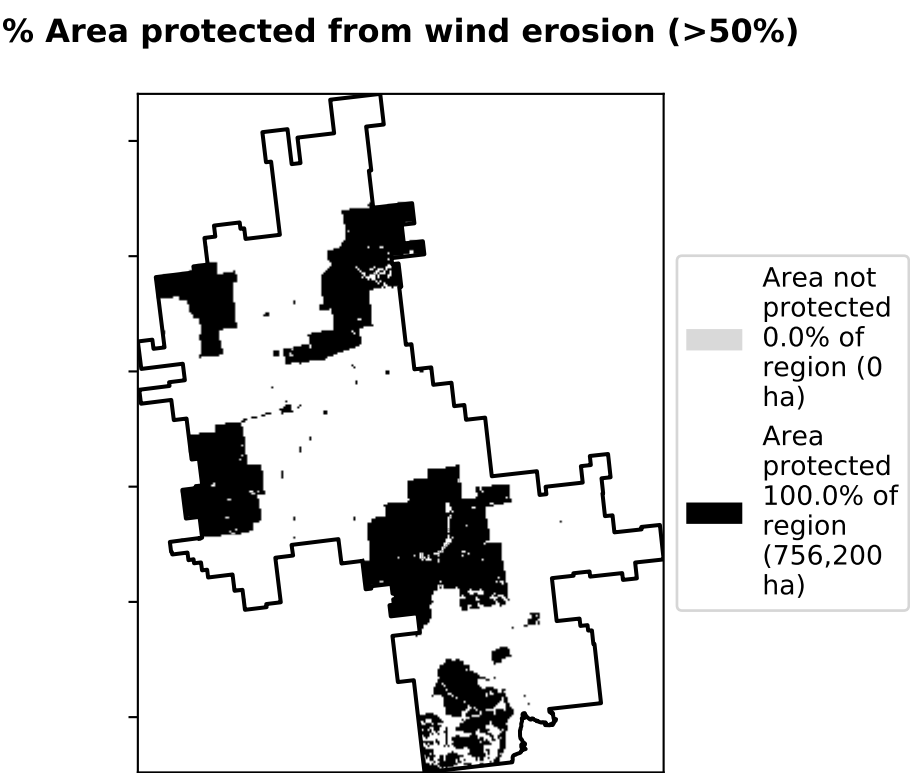 % Area protected from wind erosion (>50%)
Area not
protected
0.0% of
region (0
ha)
Area
protected
100.0% of
region
(756,200
ha)